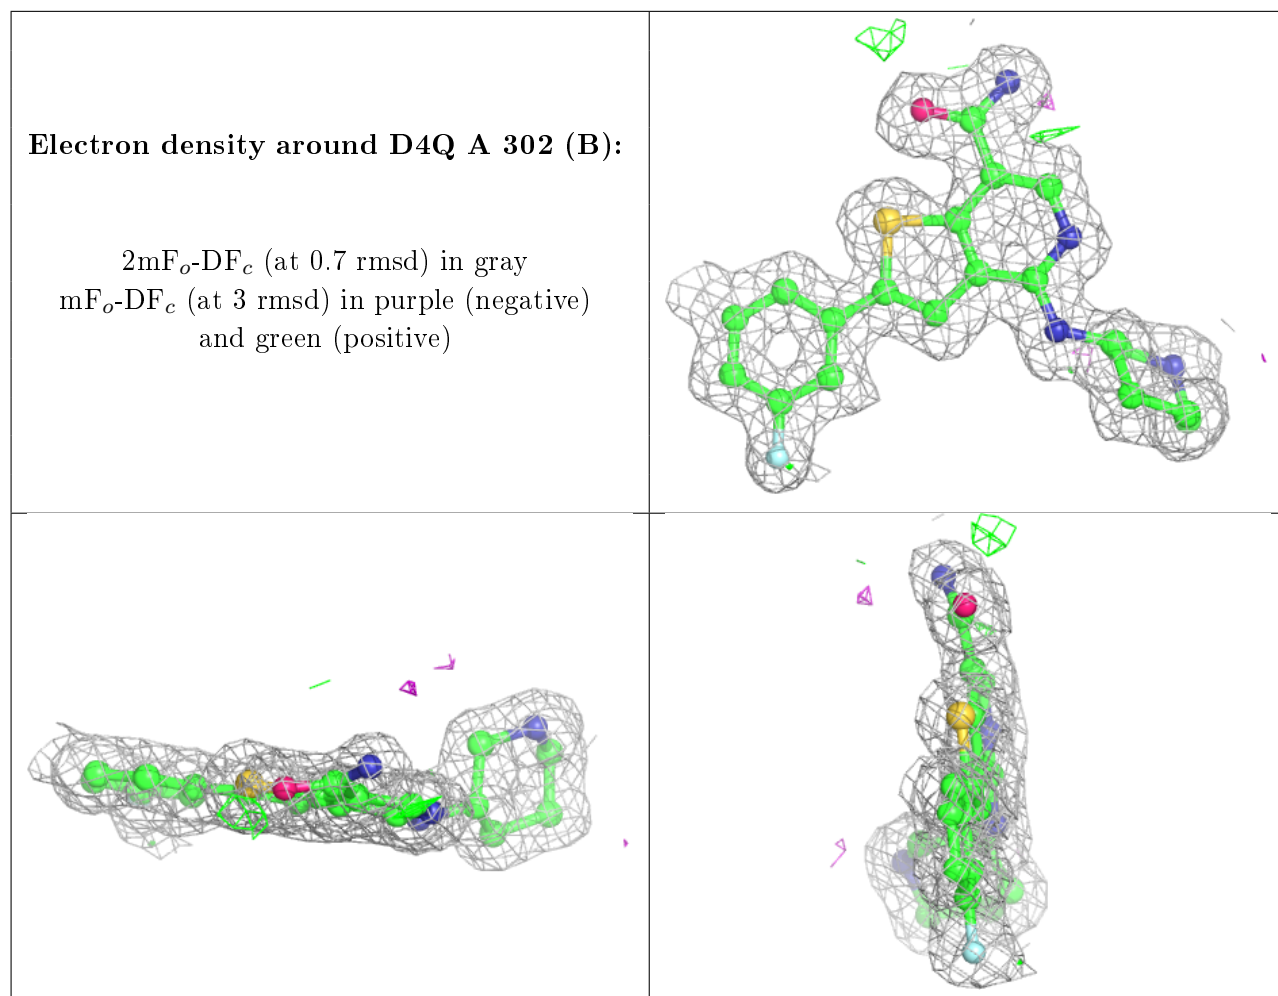 Electron density around D4Q A 302 (B):
2mFₒ-DF𝒸 (at 0.7 rmsd) in gray
mFₒ-DF𝒸 (at 3 rmsd) in purple (negative)
and green (positive)